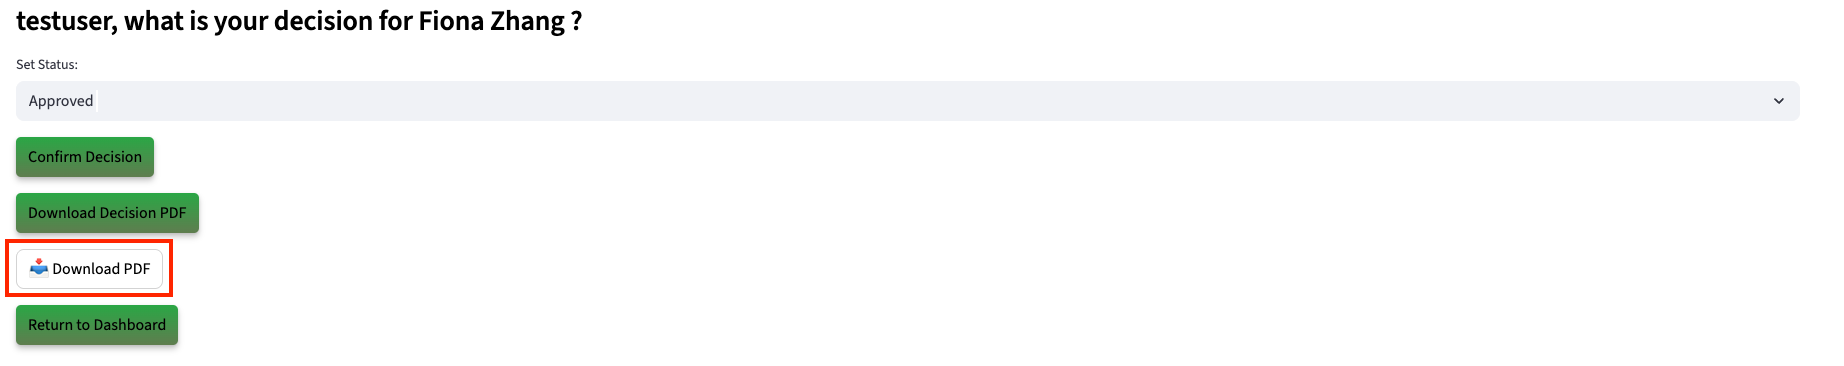 testuser, what is your decision for Fiona Zhang ?
Set Status:
Approved
Confirm Decision
Download Decision PDF
Download PDF
Return to Dashboard